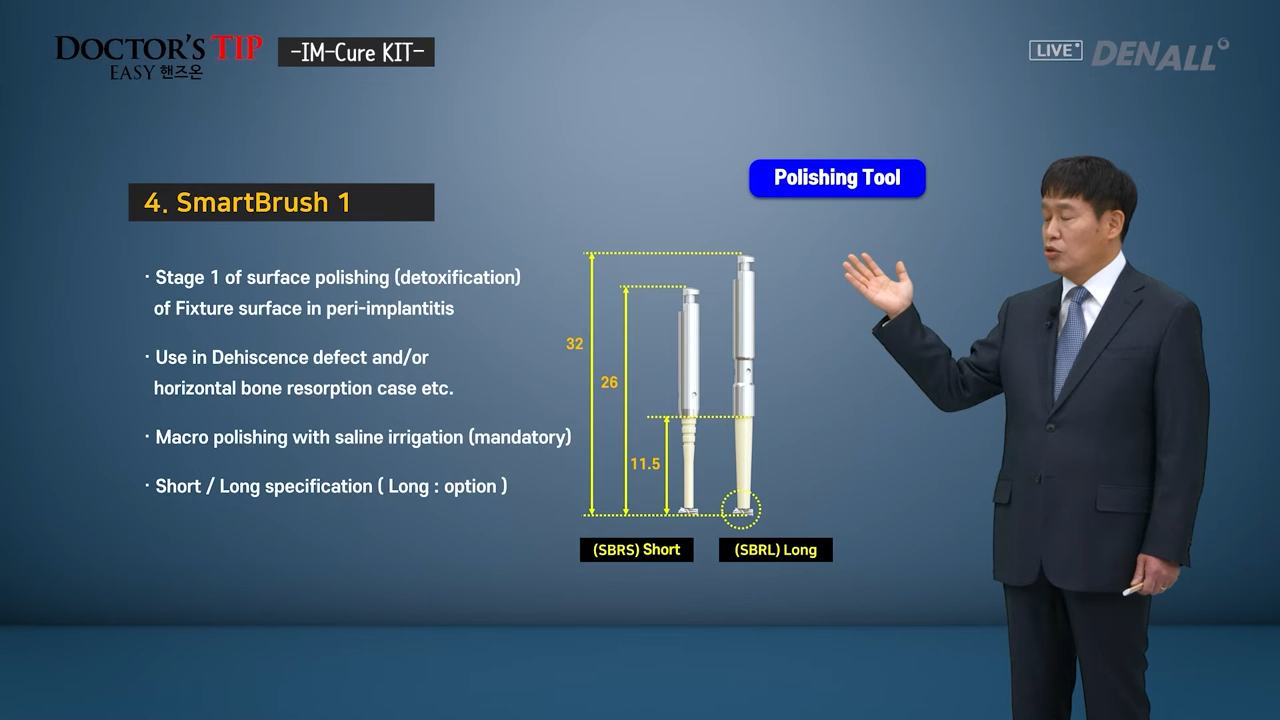 DOCTOR'S TIP
EASY 핸즈온
-IM-Cure KIT-
LIVE
DENALL
4. SmartBrush 1
Polishing Tool
· Stage 1 of surface polishing (detoxification)
of Fixture surface in peri-implantitis
· Use in Dehiscence defect and/or
horizontal bone resorption case etc.
· Macro polishing with saline irrigation (mandatory)
· Short / Long specification ( Long : option )
32
26
11.5
(SBRS) Short
(SBRL) Long